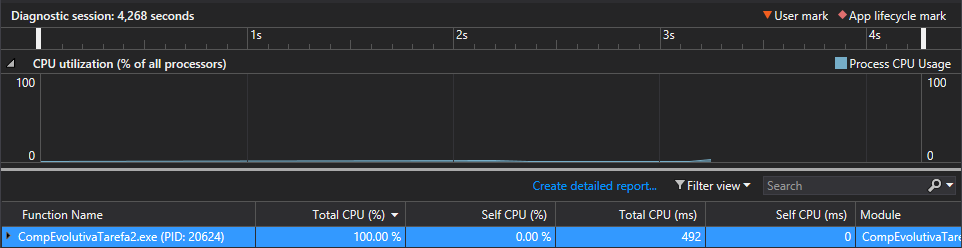 Diagnostic session: 4,268 seconds
User mark App lifecycle mark
1s 2s 3s 4s
CPU utilization (% of all processors) Process CPU Usage
100 100
0 0
Create detailed report... Filter view Search
Function Name Total CPU (%) Self CPU (%) Total CPU (ms) Self CPU (ms) Module
CompEvolutivaTarefa2.exe (PID: 20624) 100.00 % 0.00 % 492 0 CompEvolutivaTare